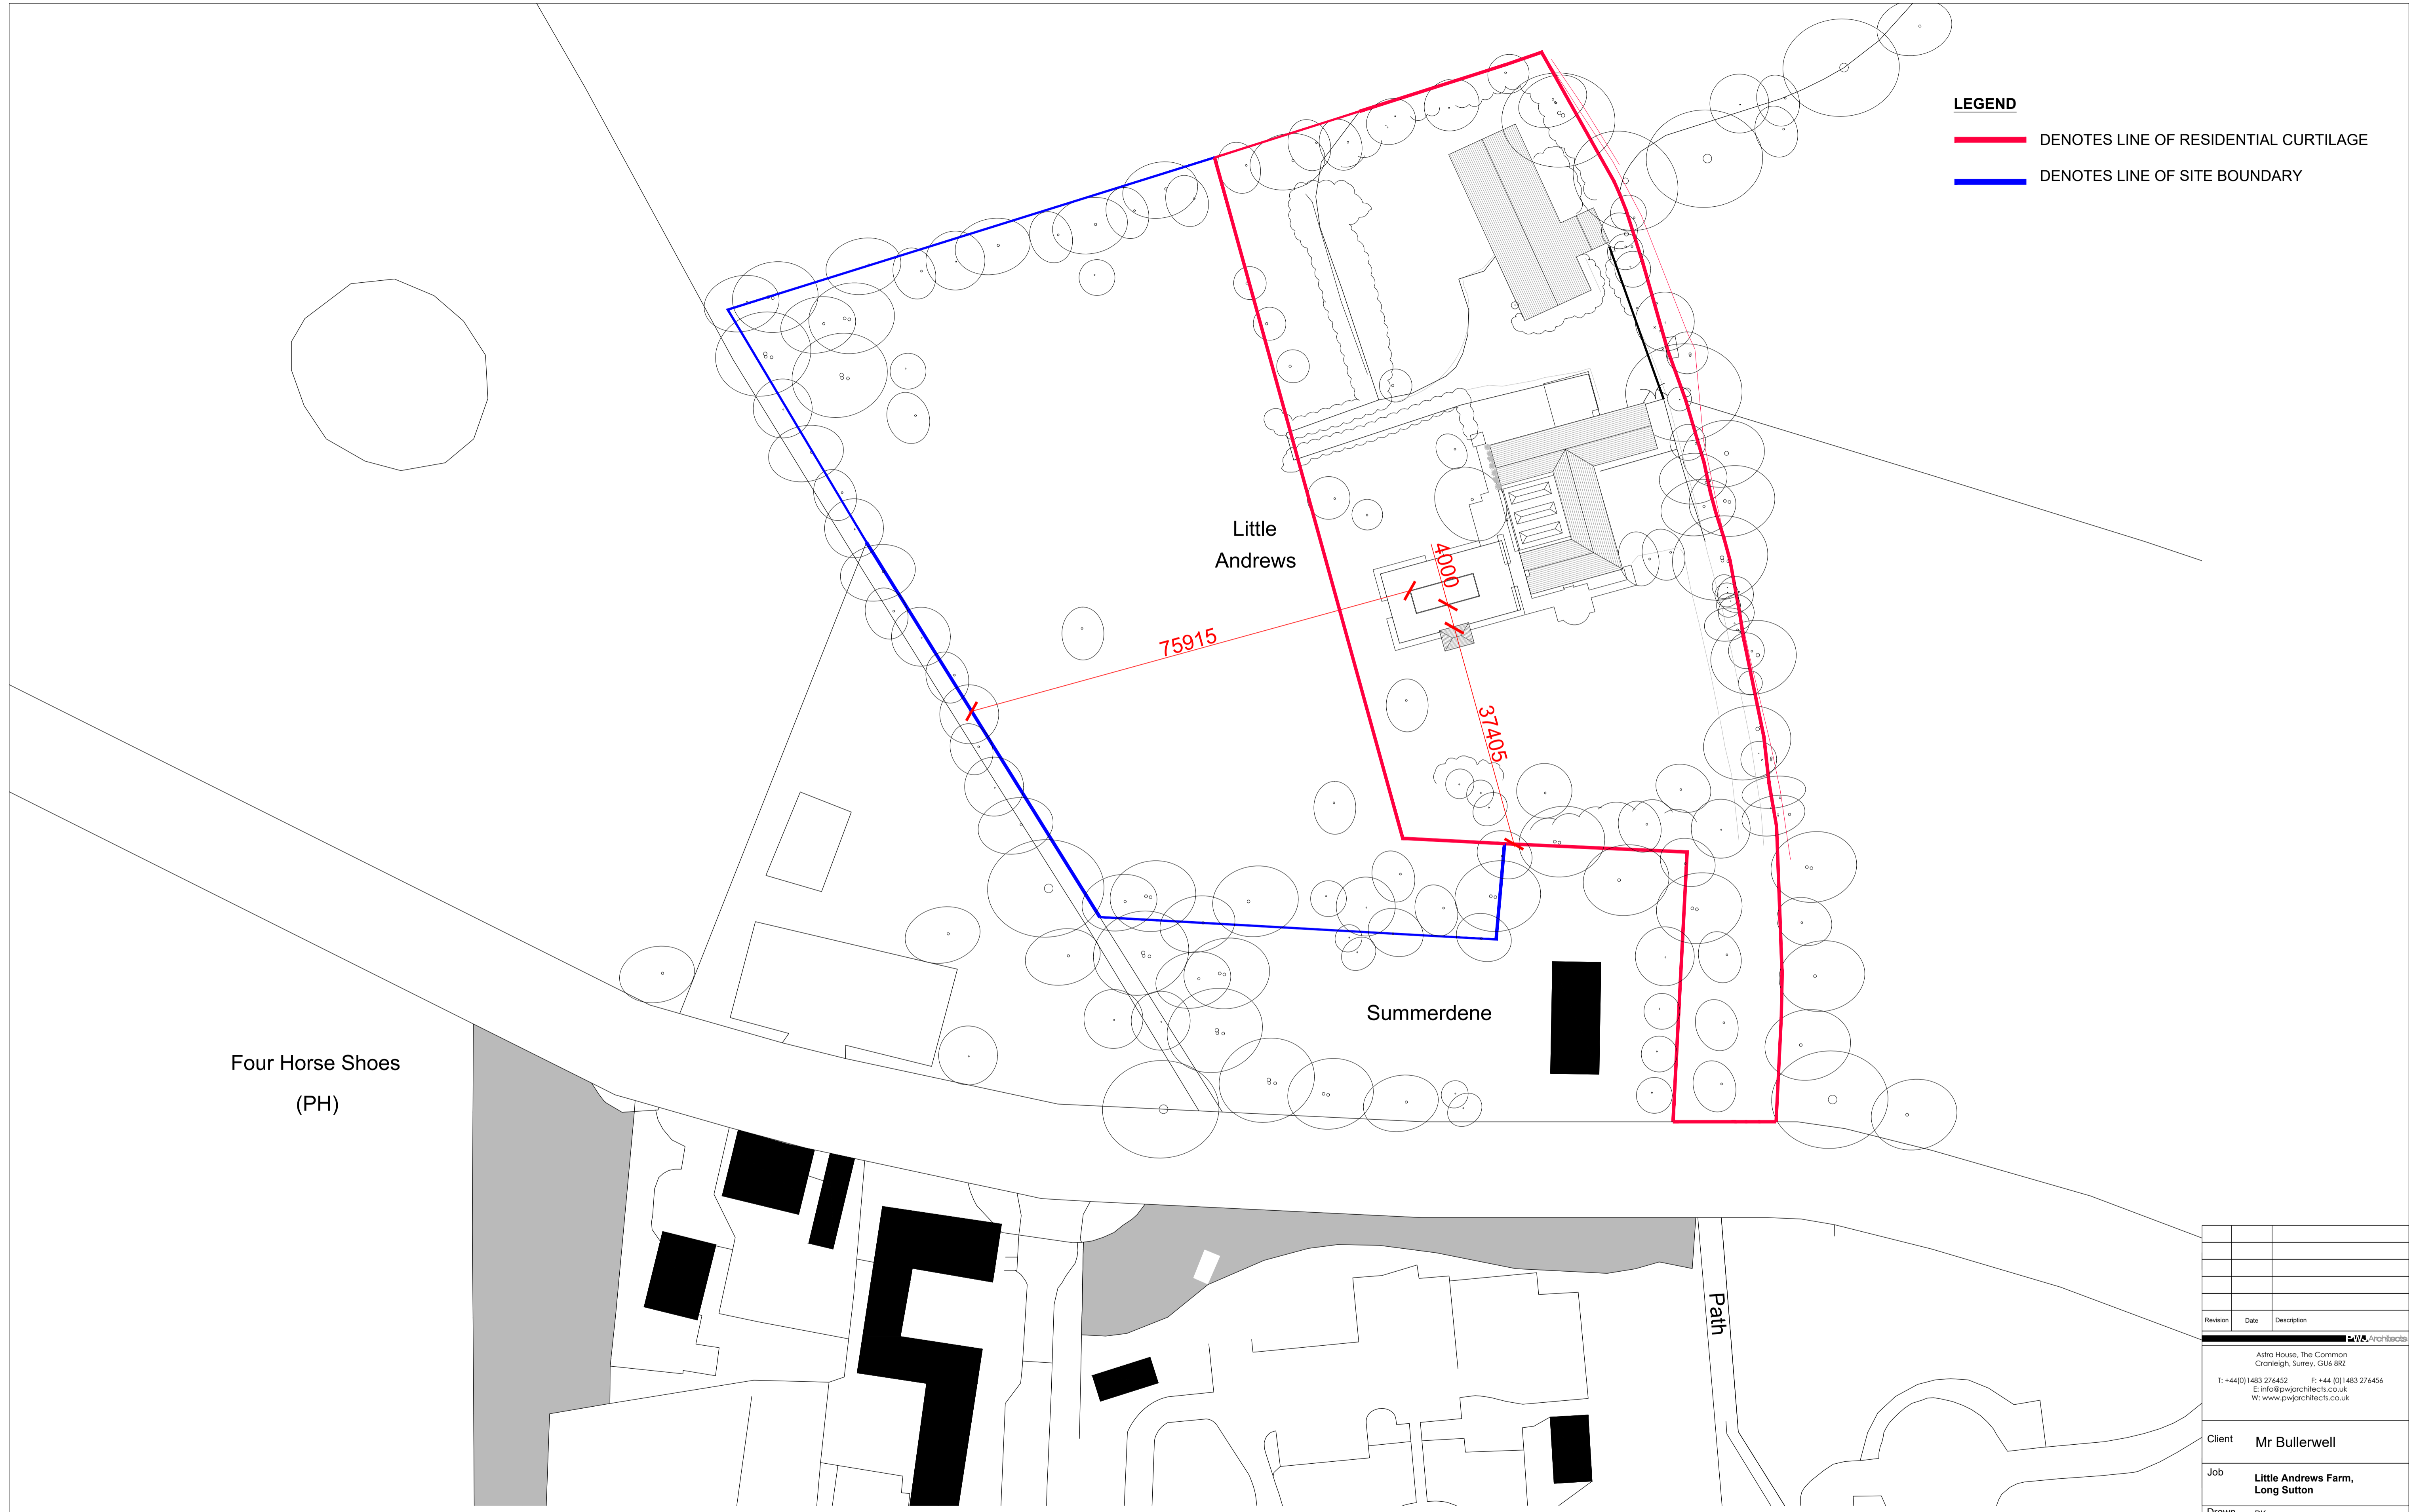 LEGEND
DENOTES LINE OF RESIDENTIAL CURTILAGE
DENOTES LINE OF SITE BOUNDARY
Little
Andrews
4000
75915
37405
Summerdene
Four Horse Shoes
(PH)
Path
Revision Date Description
PWJ Architects
Astra House, The Common
Cranleigh, Surrey, GU6 8RZ
T: +44(0)1483 276452 F: +44 (0)1483 276456
E: info@pwjarchitects.co.uk
W: www.pwjarchitects.co.uk
Client Mr Bullerwell
Job Little Andrews Farm,
Long Sutton
Drawn